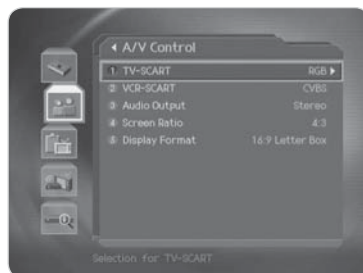 A/V Control
1 TV-SCART RGB
2 VCR-SCART CVBS
3 Audio Output Stereo
4 Screen Ratio 4:3
5 Display Format 16:9 Letter Box
Selection for TV-SCART